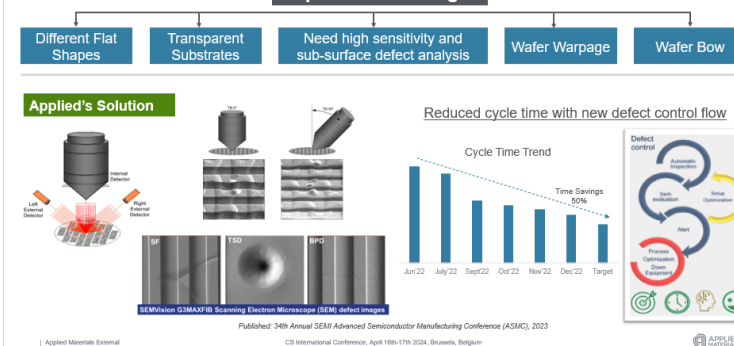 Different Flat
Shapes
Transparent
Substrates
Need high sensitivity and
sub-surface defect analysis
Wafer Warpage
Wafer Bow
Applied's Solution
Internal
Detector
Left
External
Detector
Right
External
Detector
SF
TSD
BPD
SEMVision G3MAXFIB Scanning Electron Microscope (SEM) defect images
Reduced cycle time with new defect control flow
Cycle Time Trend
Time Savings
50%
Jun'22
July'22
Sept'22
Oct'22
Nov'22
Dec'22
Target
Defect
control
Automatic
Inspection
Sem
evaluation
Setup
Optimization
Alert
Process
Optimization
Down
Equipment
Published: 34th Annual SEMI Advanced Semiconductor Manufacturing Conference (ASMC), 2023
| Applied Materials External
CS International Conference, April 16th-17th 2024, Brussels, Belgium
APPLIED